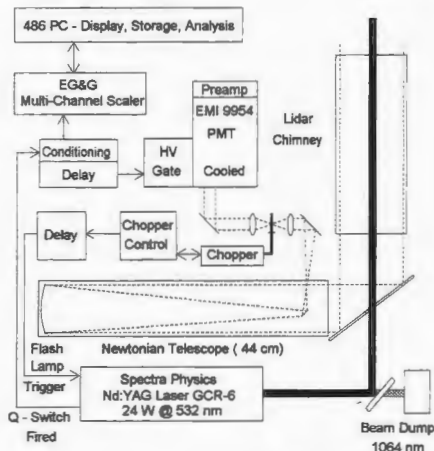 486 PC - Display, Storage, Analysis
EG&G
Multi-Channel Scaler
Preamp
EMI 9954
PMT
Cooled
HV
Gate
Conditioning
Delay
Lidar
Chimney
Delay
Chopper
Control
Chopper
Newtonian Telescope ( 44 cm)
Flash
Lamp
Trigger
Spectra Physics
Nd:YAG Laser GCR-6
24 W @ 532 nm
Q - Switch
Fired
Beam Dump
1064 nm